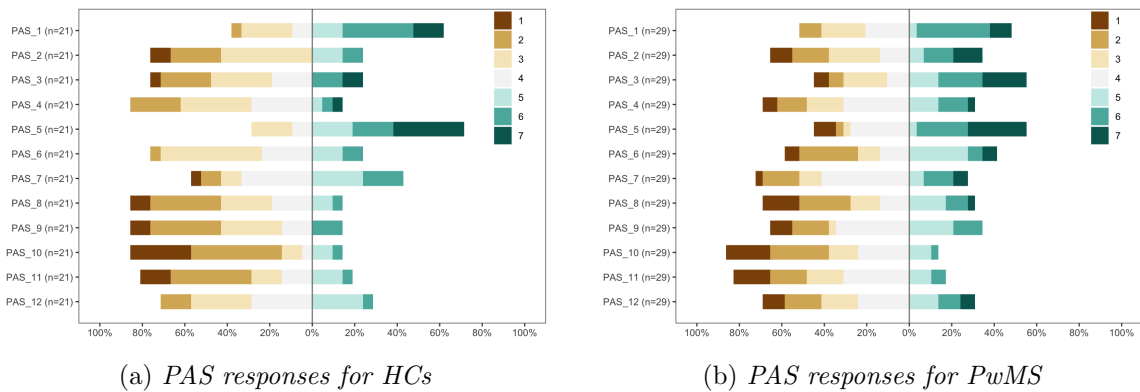 PAS_1 (n=21)
PAS_2 (n=21)
PAS_3 (n=21)
PAS_4 (n=21)
PAS_5 (n=21)
PAS_6 (n=21)
PAS_7 (n=21)
PAS_8 (n=21)
PAS_9 (n=21)
PAS_10 (n=21)
PAS_11 (n=21)
PAS_12 (n=21)
1
2
3
4
5
6
7
100% 80% 60% 40% 20% 0% 20% 40% 60% 80% 100%
(a) PAS responses for HCs
PAS_1 (n=29)
PAS_2 (n=29)
PAS_3 (n=29)
PAS_4 (n=29)
PAS_5 (n=29)
PAS_6 (n=29)
PAS_7 (n=29)
PAS_8 (n=29)
PAS_9 (n=29)
PAS_10 (n=29)
PAS_11 (n=29)
PAS_12 (n=29)
1
2
3
4
5
6
7
100% 80% 60% 40% 20% 0% 20% 40% 60% 80% 100%
(b) PAS responses for PwMS